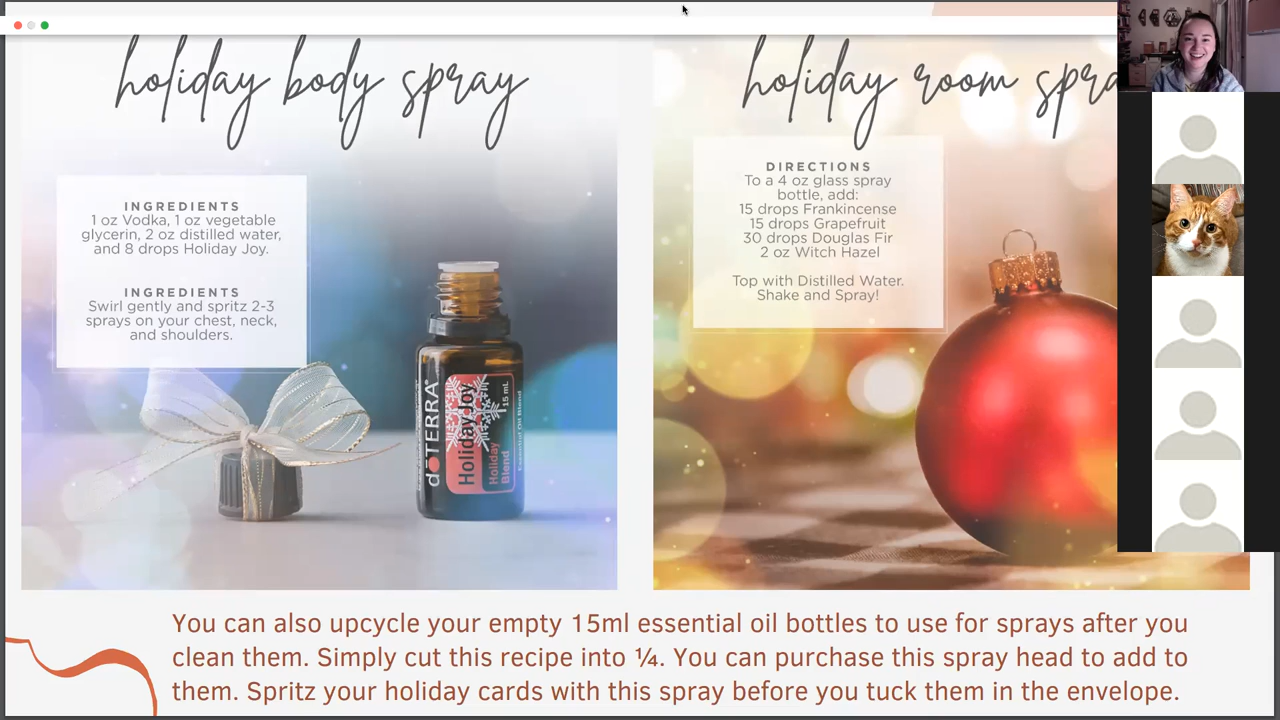 holiday body spray
INGREDIENTS
1 oz Vodka, 1 oz vegetable
glycerin, 2 oz distilled water,
and 8 drops Holiday Joy.
INGREDIENTS
Swirl gently and spritz 2-3
sprays on your chest, neck,
and shoulders.
dōTERRA®
Holiday Joy
Holiday
Blend
15 mL
Essential Oil Blend
holiday room spra
DIRECTIONS
To a 4 oz glass spray
bottle, add:
15 drops Frankincense
15 drops Grapefruit
30 drops Douglas Fir
2 oz Witch Hazel
Top with Distilled Water.
Shake and Spray!
You can also upcycle your empty 15ml essential oil bottles to use for sprays after you
clean them. Simply cut this recipe into ¼. You can purchase this spray head to add to
them. Spritz your holiday cards with this spray before you tuck them in the envelope.